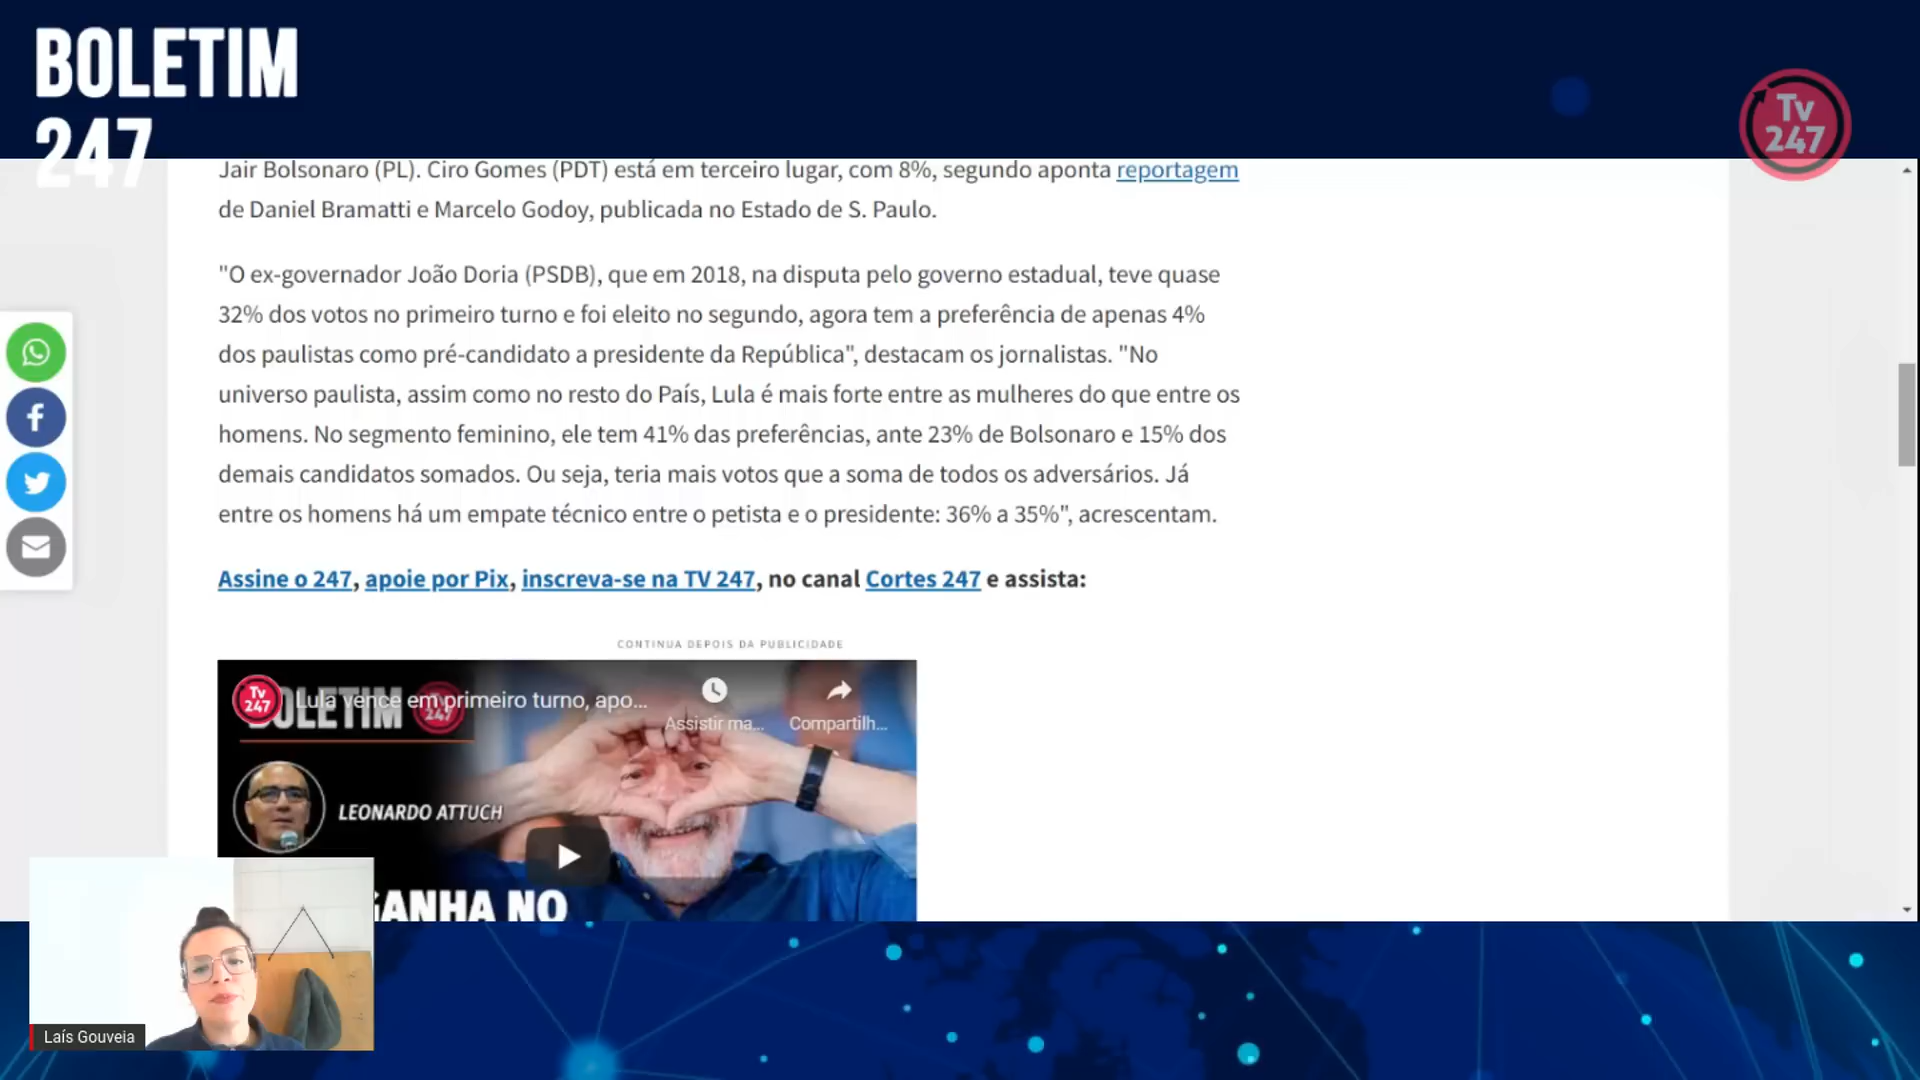 BOLETIM
247
Tv
247
Jair Bolsonaro (PL). Ciro Gomes (PDT) está em terceiro lugar, com 8%, segundo aponta reportagem
de Daniel Bramatti e Marcelo Godoy, publicada no Estado de S. Paulo.
"O ex-governador João Doria (PSDB), que em 2018, na disputa pelo governo estadual, teve quase
32% dos votos no primeiro turno e foi eleito no segundo, agora tem a preferência de apenas 4%
dos paulistas como pré-candidato a presidente da República", destacam os jornalistas. "No
universo paulista, assim como no resto do País, Lula é mais forte entre as mulheres do que entre os
homens. No segmento feminino, ele tem 41% das preferências, ante 23% de Bolsonaro e 15% dos
demais candidatos somados. Ou seja, teria mais votos que a soma de todos os adversários. Já
entre os homens há um empate técnico entre o petista e o presidente: 36% a 35%", acrescentam.
Assine o 247, apoie por Pix, inscreva-se na TV 247, no canal Cortes 247 e assista:
CONTINUA DEPOIS DA PUBLICIDADE
Tv
247
Lula vence em primeiro turno, apo...
BOLETIM 247
Assistir ma... Compartilh...
LEONARDO ATTUCH
GANHA NO
Laís Gouveia